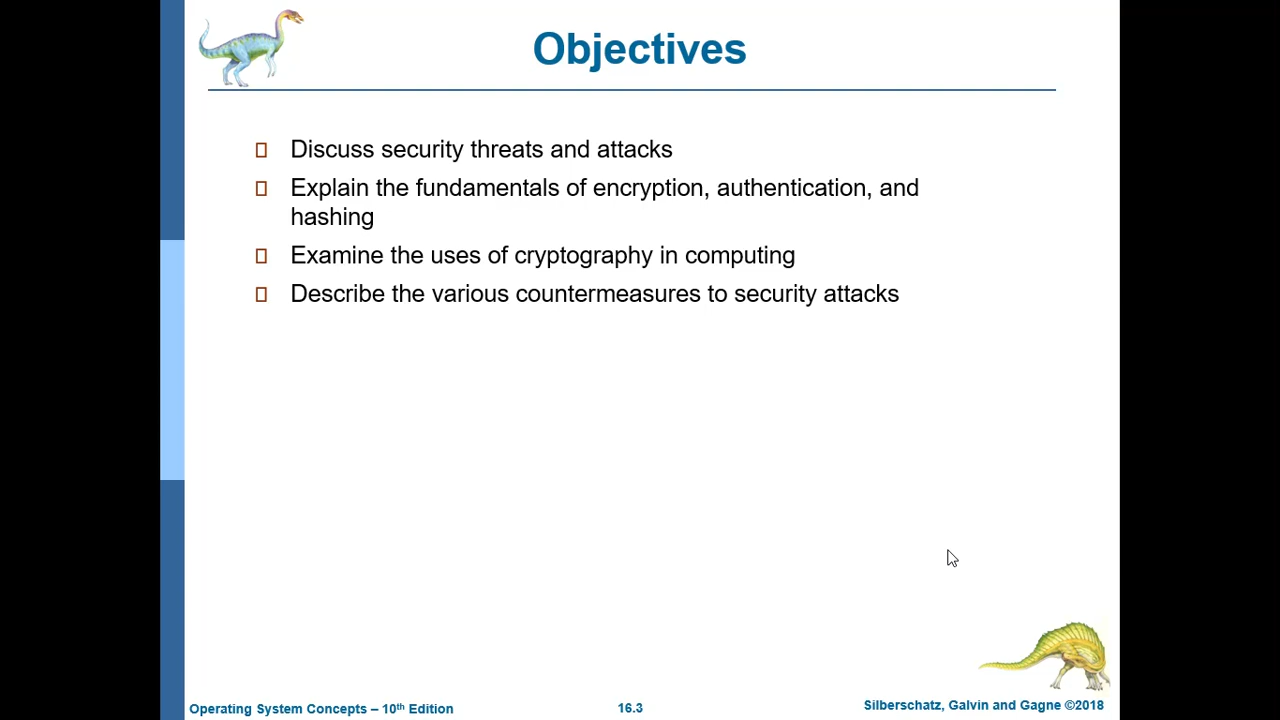 Objectives
Discuss security threats and attacks
Explain the fundamentals of encryption, authentication, and
hashing
Examine the uses of cryptography in computing
Describe the various countermeasures to security attacks
Operating System Concepts – 10th Edition
16.3
Silberschatz, Galvin and Gagne ©2018